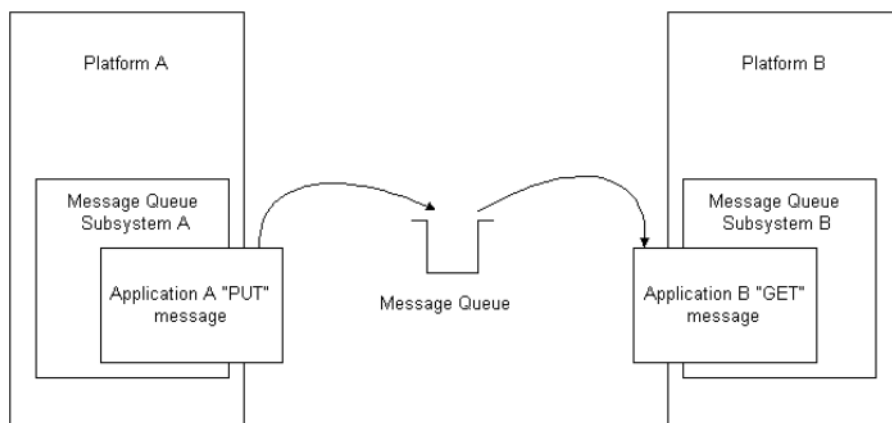 Platform A
Platform B
Message Queue
Subsystem A
Message Queue
Subsystem B
Application A "PUT"
message
Message Queue
Application B "GET"
message